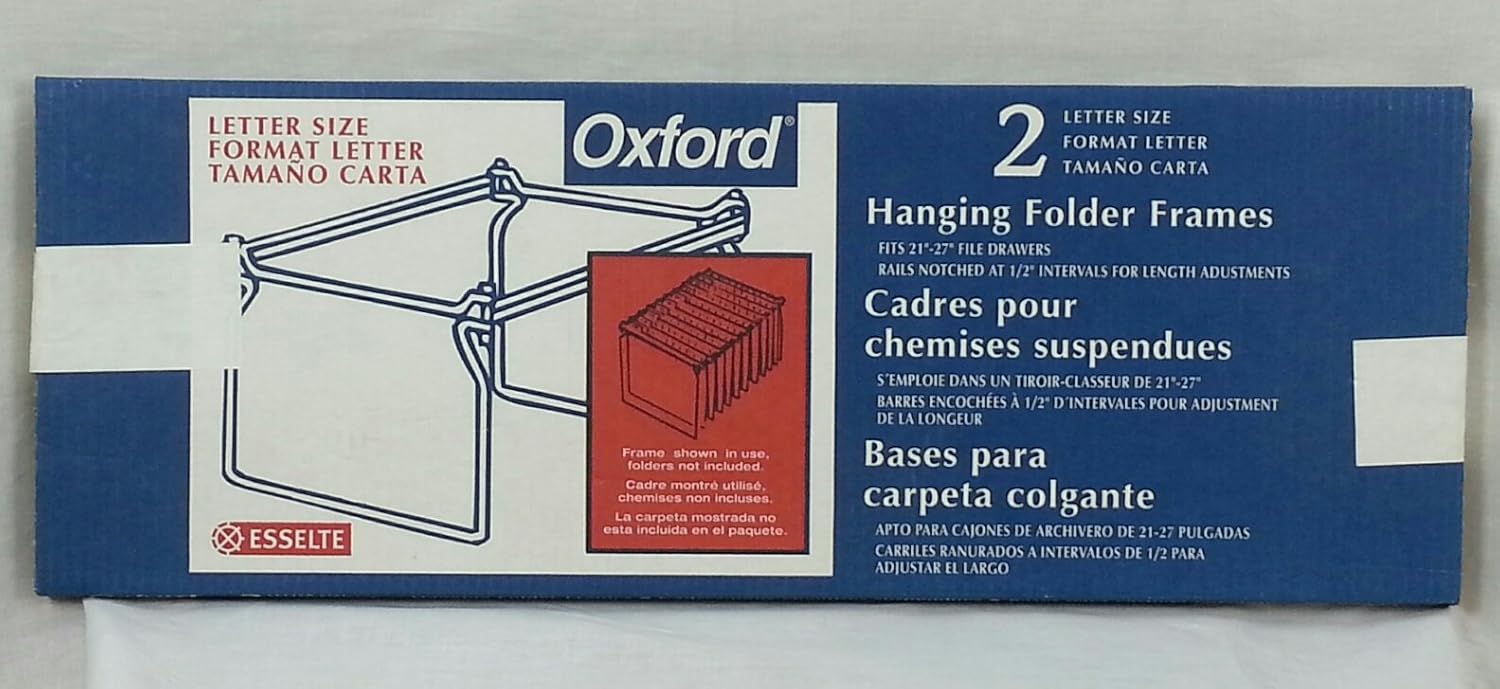 LETTER SIZE
FORMAT LETTER
TAMAÑO CARTA
Oxford®
ESSELTE
Frame shown in use,
folders not included.
Cadre montré utilisé,
chemises non incluses.
La carpeta mostrada no
esta incluida en el paquete.
2
LETTER SIZE
FORMAT LETTER
TAMAÑO CARTA
Hanging Folder Frames
FITS 21"-27" FILE DRAWERS
RAILS NOTCHED AT 1/2" INTERVALS FOR LENGTH ADUSTMENTS
Cadres pour
chemises suspendues
S'EMPLOIE DANS UN TIROIR-CLASSEUR DE 21"-27"
BARRES ENCOCHÉES À 1/2" D'INTERVALES POUR ADJUSTMENT
DE LA LONGEUR
Bases para
carpeta colgante
APTO PARA CAJONES DE ARCHIVERO DE 21-27 PULGADAS
CARRILES RANURADOS A INTERVALOS DE 1/2 PARA
ADJUSTAR EL LARGO